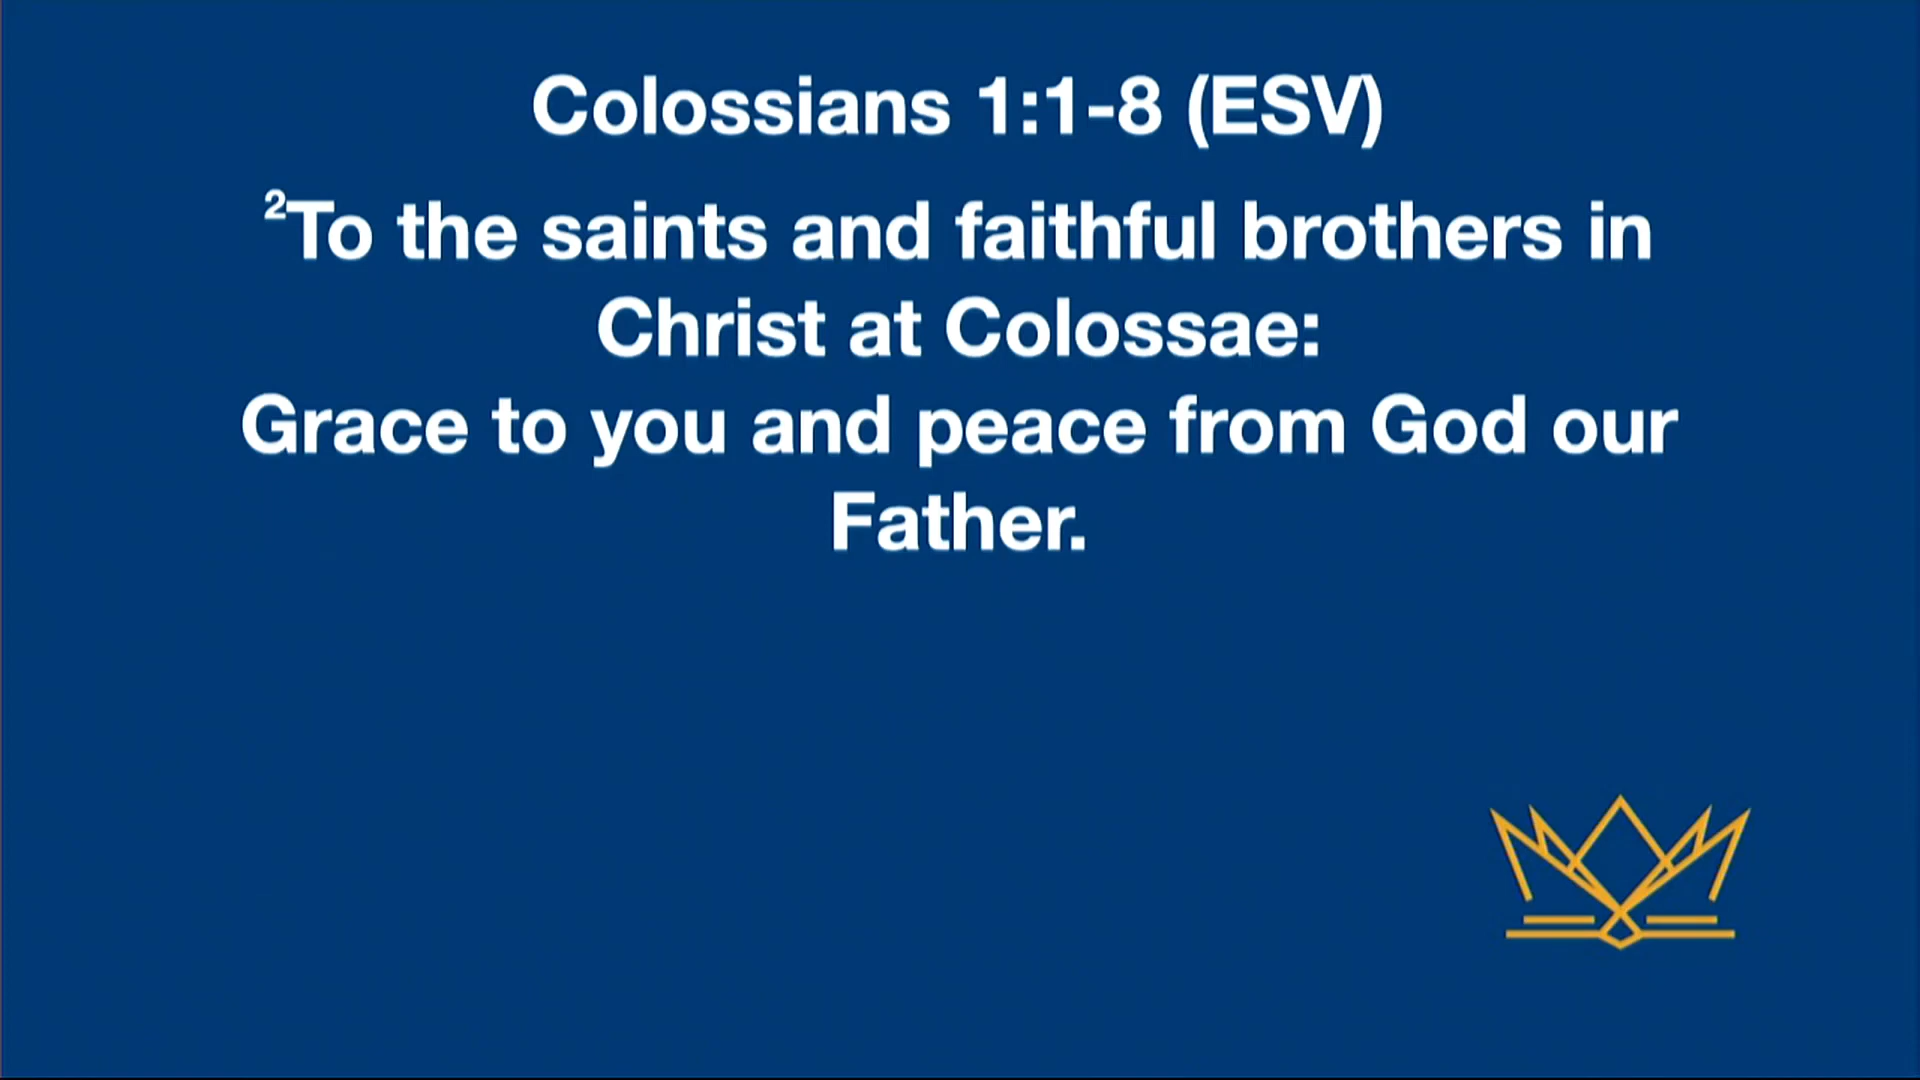 Colossians 1:1-8 (ESV)
²To the saints and faithful brothers in
Christ at Colossae:
Grace to you and peace from God our
Father.